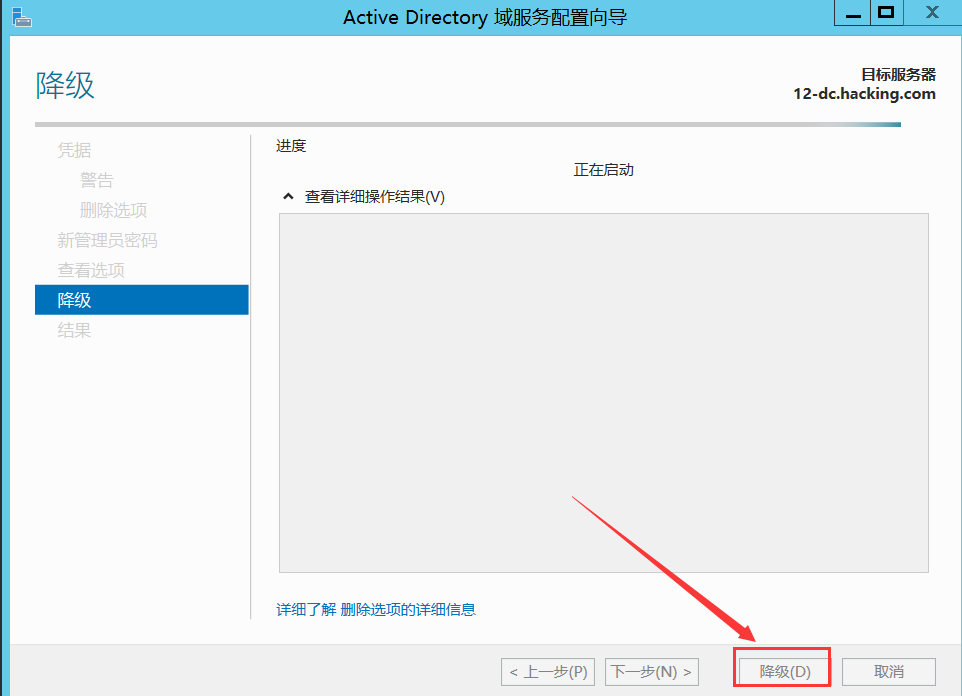 Active Directory 域服务配置向导
降级
目标服务器
12-dc.hacking.com
凭据
警告
删除选项
新管理员密码
查看选项
降级
结果
进度
正在启动
查看详细操作结果(V)
详细了解 删除选项的详细信息
< 上一步(P)
下一步(N) >
降级(D)
取消